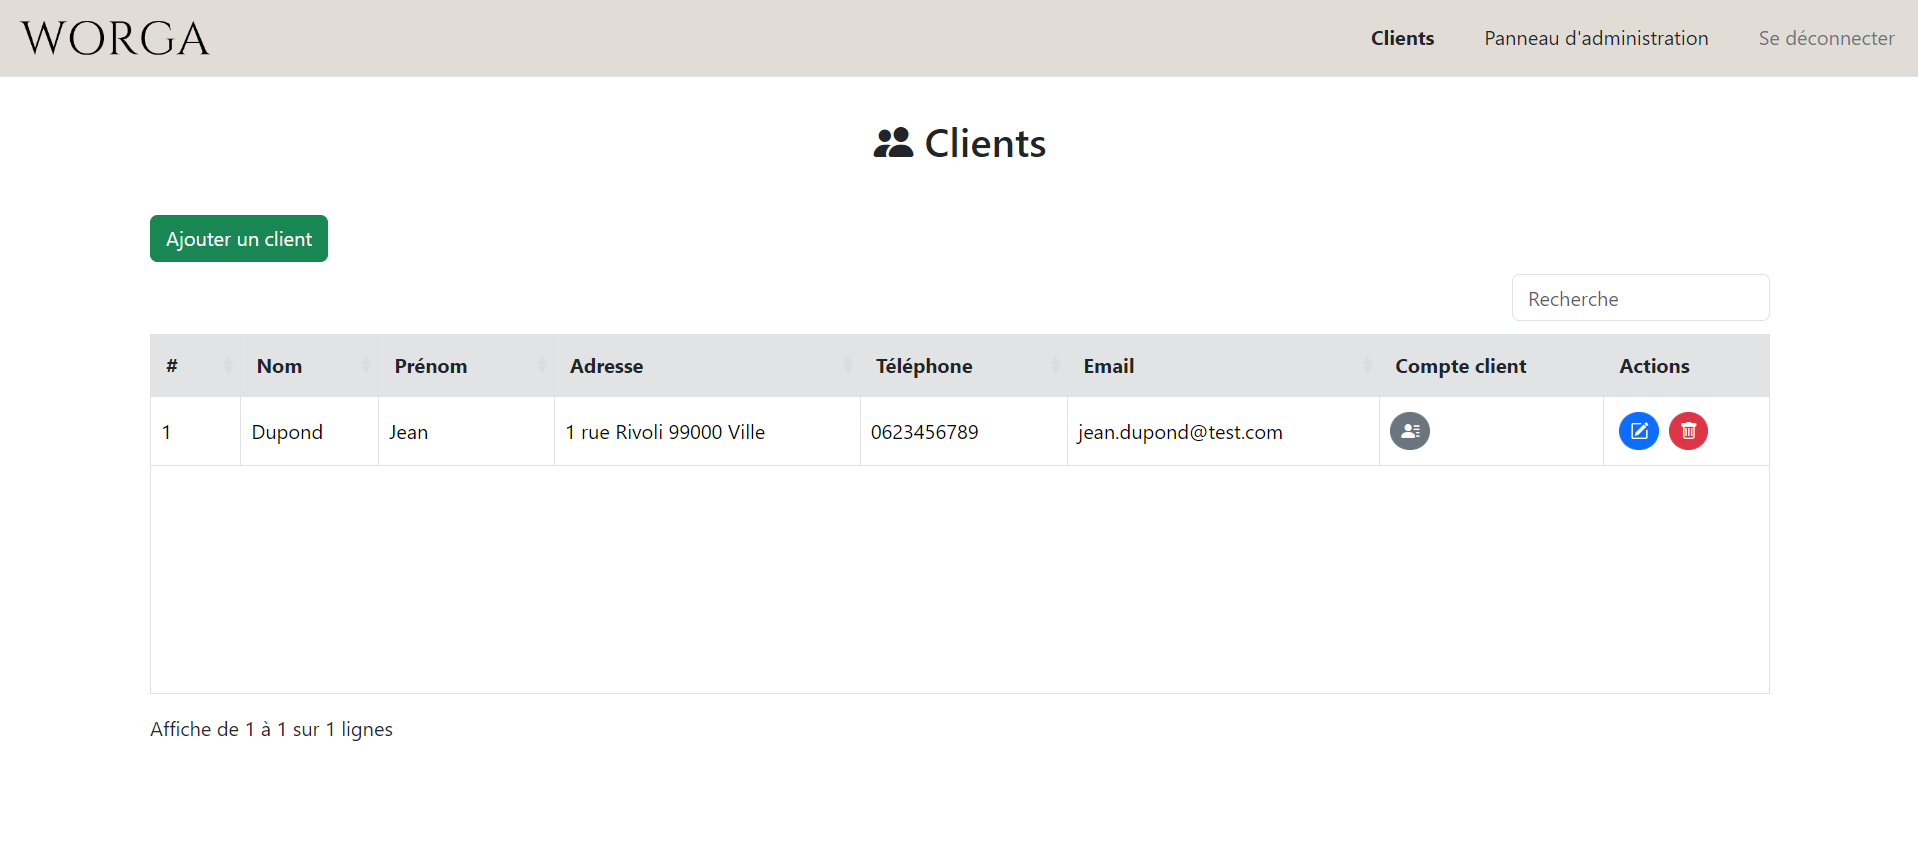 WORGA Clients Panneau d'administration Se déconnecter
Clients
Ajouter un client
Recherche
# Nom Prénom Adresse Téléphone Email Compte client Actions
1 Dupond Jean 1 rue Rivoli 99000 Ville 0623456789 jean.dupond@test.com
Affiche de 1 à 1 sur 1 lignes